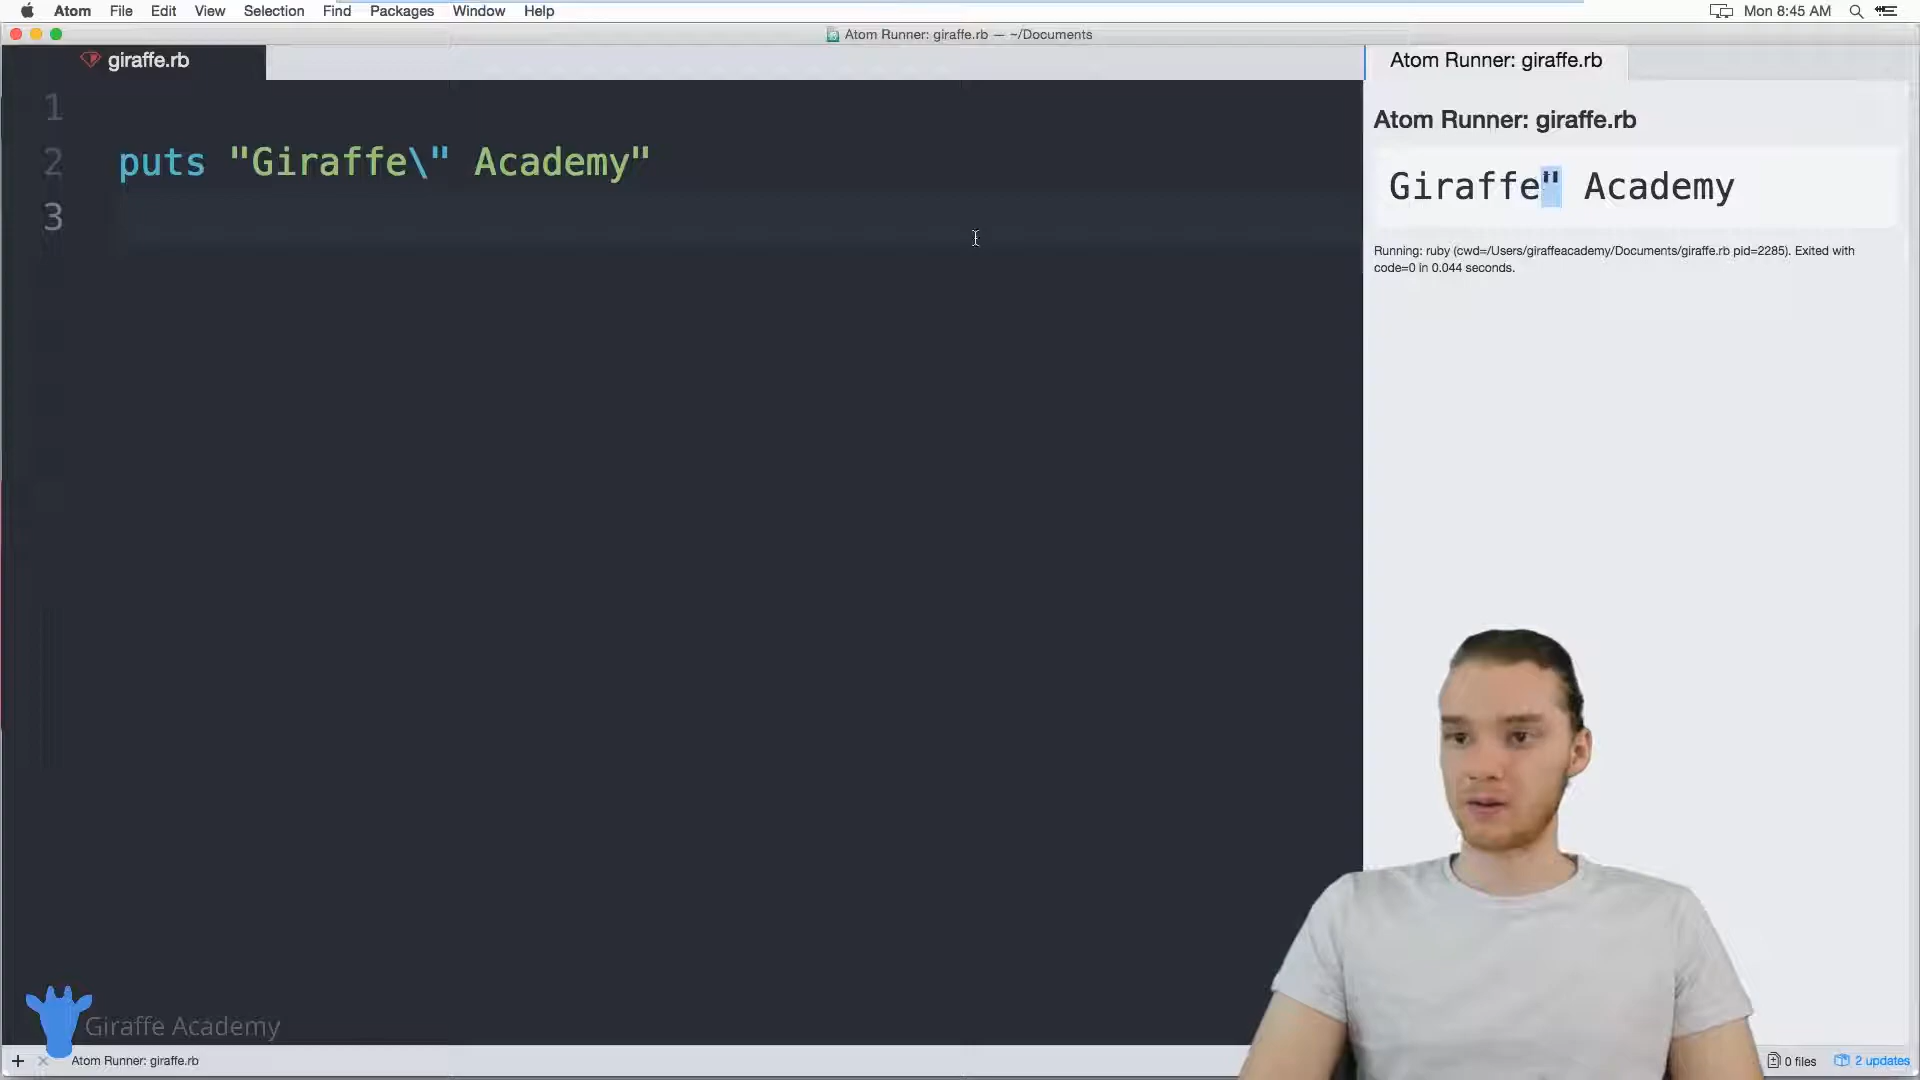 Atom File Edit View Selection Find Packages Window Help Mon 8:45 AM
Atom Runner: giraffe.rb — ~/Documents
giraffe.rb
Atom Runner: giraffe.rb
1
2 puts "Giraffe\" Academy"
3
Atom Runner: giraffe.rb
Giraffe" Academy
Running: ruby (cwd=/Users/giraffeacademy/Documents/giraffe.rb pid=2285). Exited with
code=0 in 0.044 seconds.
Giraffe Academy
Atom Runner: giraffe.rb
0 files
2 updates